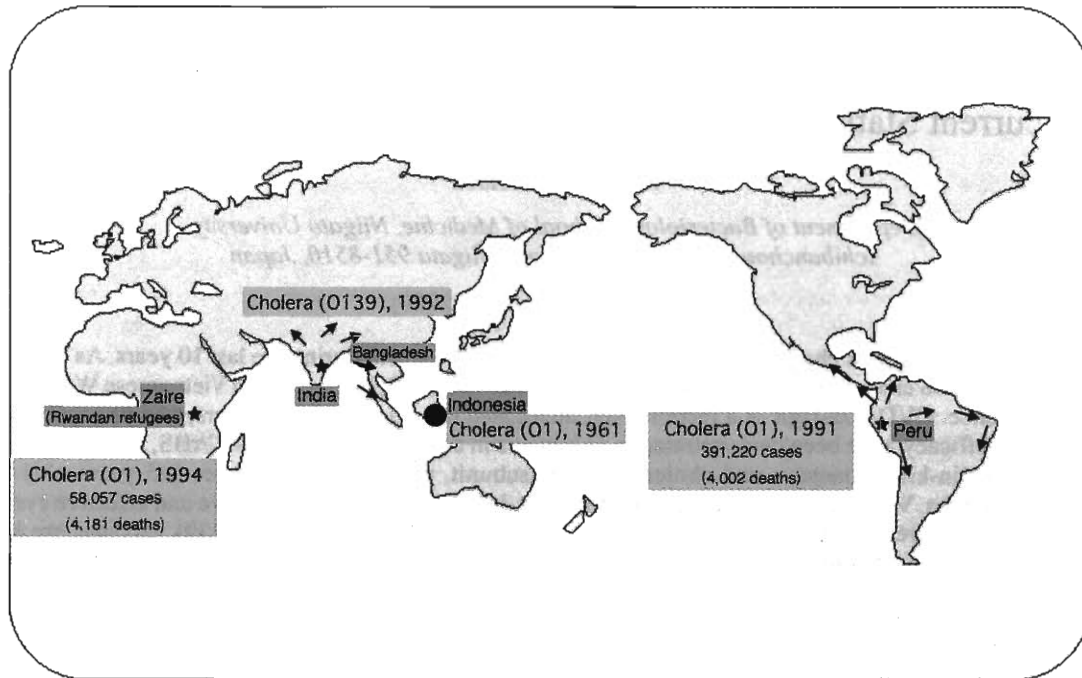 Cholera (O139), 1992
Bangladesh
India
Zaire
(Rwandan refugees)
Indonesia
Cholera (O1), 1961
Cholera (O1), 1994
58,057 cases
(4,181 deaths)
Cholera (O1), 1991
391,220 cases
(4,002 deaths)
Peru